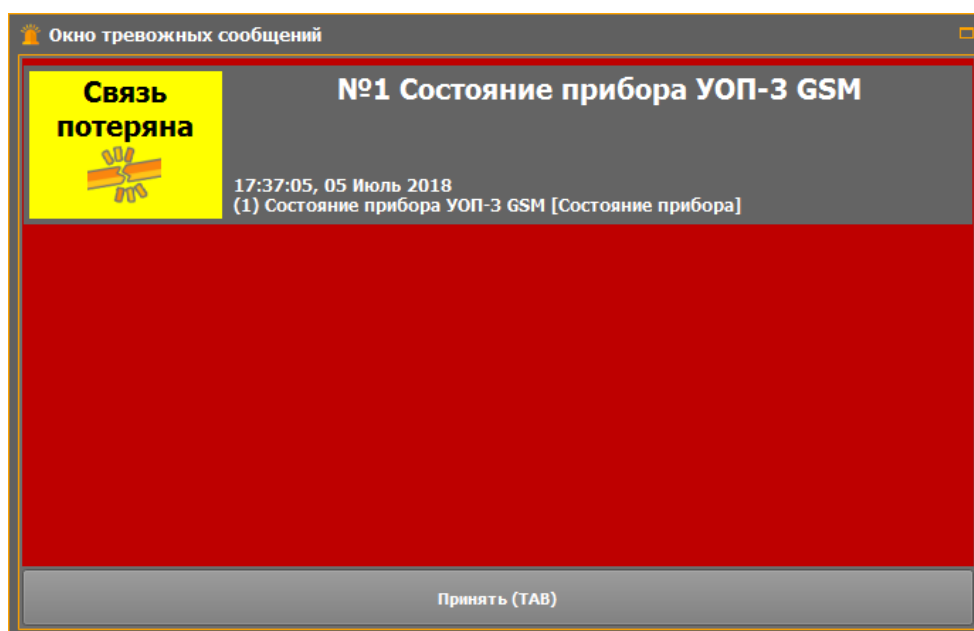 Окно тревожных сообщений
Связь
потеряна
№1 Состояние прибора УОП-3 GSM
17:37:05, 05 Июль 2018
(1) Состояние прибора УОП-3 GSM [Состояние прибора]
Принять (TAB)